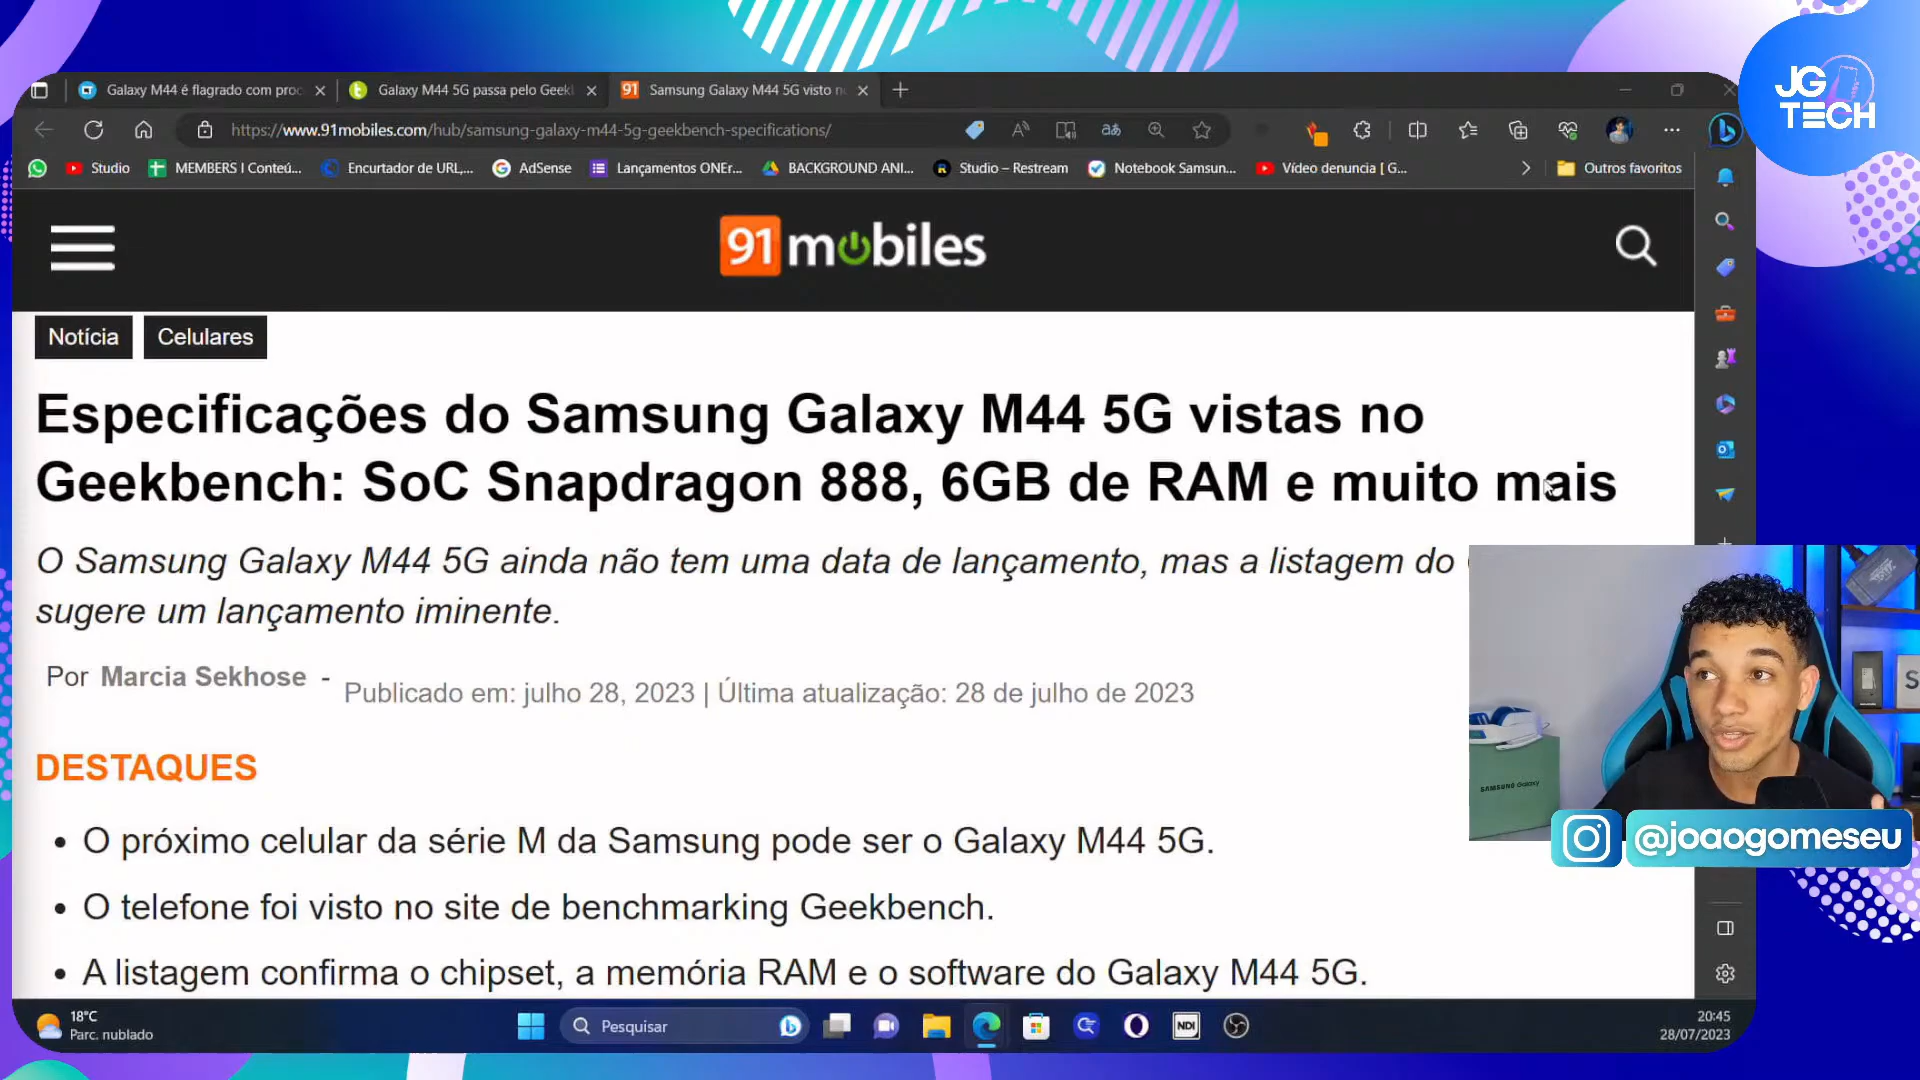 JG
TECH
Galaxy M44 é flagrado com proc
Galaxy M44 5G passa pelo Geekl
91 Samsung Galaxy M44 5G visto n
https://www.91mobiles.com/hub/samsung-galaxy-m44-5g-geekbench-specifications/
Studio
MEMBERS I Conteú...
Encurtador de URL,...
AdSense
Lançamentos ONEr...
BACKGROUND ANI...
Studio – Restream
Notebook Samsun...
Vídeo denuncia [ G...
Outros favoritos
91mobiles
Notícia
Celulares
Especificações do Samsung Galaxy M44 5G vistas no
Geekbench: SoC Snapdragon 888, 6GB de RAM e muito mais
O Samsung Galaxy M44 5G ainda não tem uma data de lançamento, mas a listagem do
sugere um lançamento iminente.
Por Marcia Sekhose -
Publicado em: julho 28, 2023 | Última atualização: 28 de julho de 2023
DESTAQUES
• O próximo celular da série M da Samsung pode ser o Galaxy M44 5G.
• O telefone foi visto no site de benchmarking Geekbench.
• A listagem confirma o chipset, a memória RAM e o software do Galaxy M44 5G.
SAMSUNG Galaxy
@joaogomeseu
18°C
Parc. nublado
Pesquisar
NDI
20:45
28/07/2023